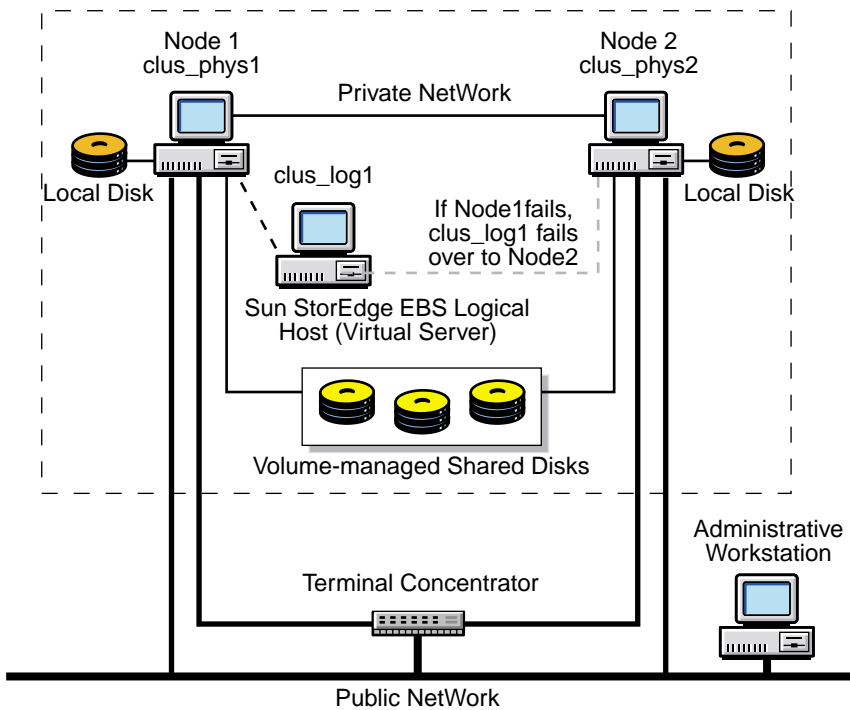 Node 1
clus_phys1
Node 2
clus_phys2
Private NetWork
Local Disk
clus_log1
Local Disk
If Node1fails,
clus_log1 fails
over to Node2
Sun StorEdge EBS Logical
Host (Virtual Server)
Volume-managed Shared Disks
Administrative
Workstation
Terminal Concentrator
Public NetWork